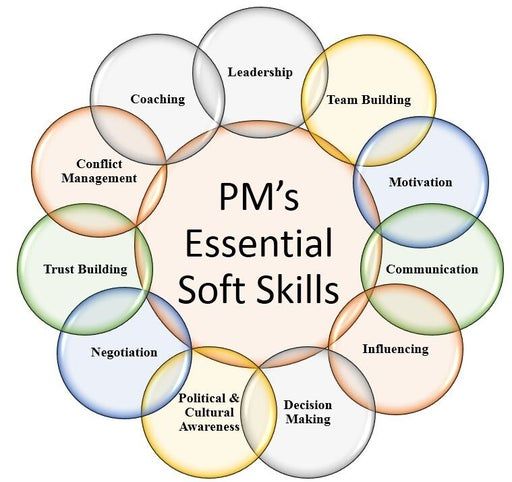 PM's
Essential
Soft Skills
Leadership
Team Building
Motivation
Communication
Influencing
Decision
Making
Political &
Cultural
Awareness
Negotiation
Trust Building
Conflict
Management
Coaching